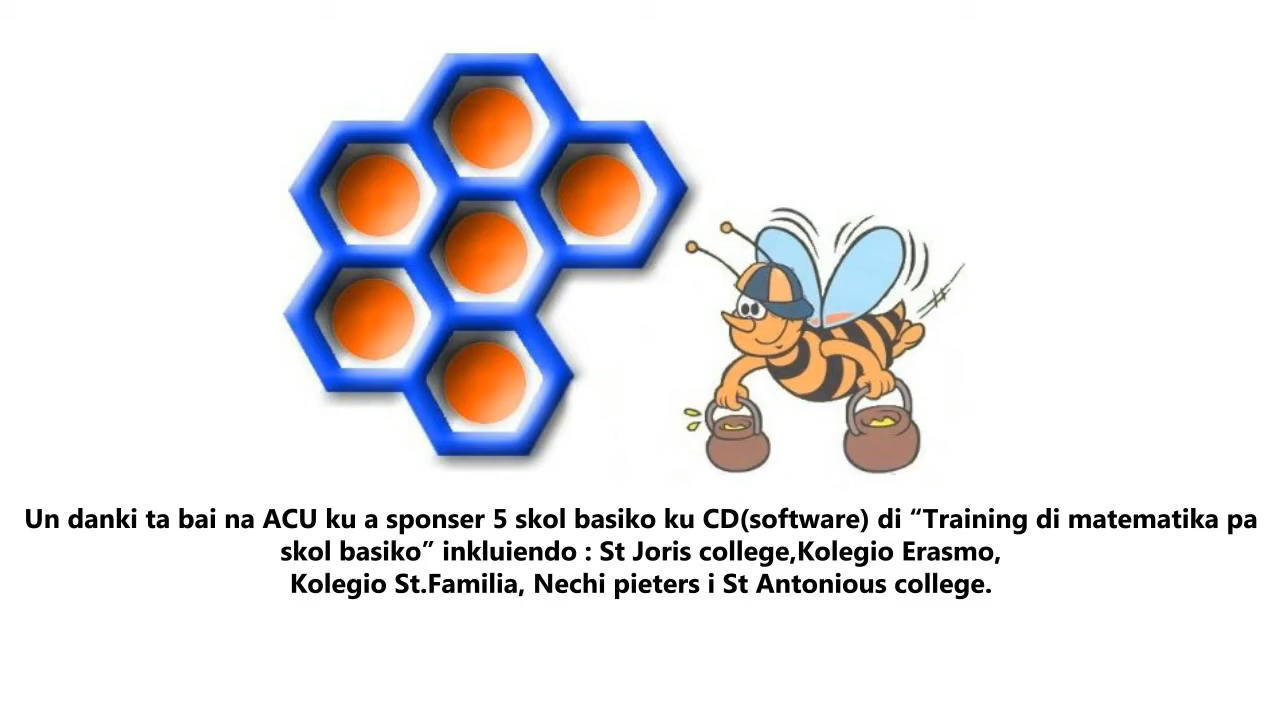 Un danki ta bai na ACU ku a sponser 5 skol basiko ku CD(software) di “Training di matematika pa
skol basiko” inkluiendo : St Joris college,Kolegio Erasmo,
Kolegio St.Familia, Nechi pieters i St Antonious college.